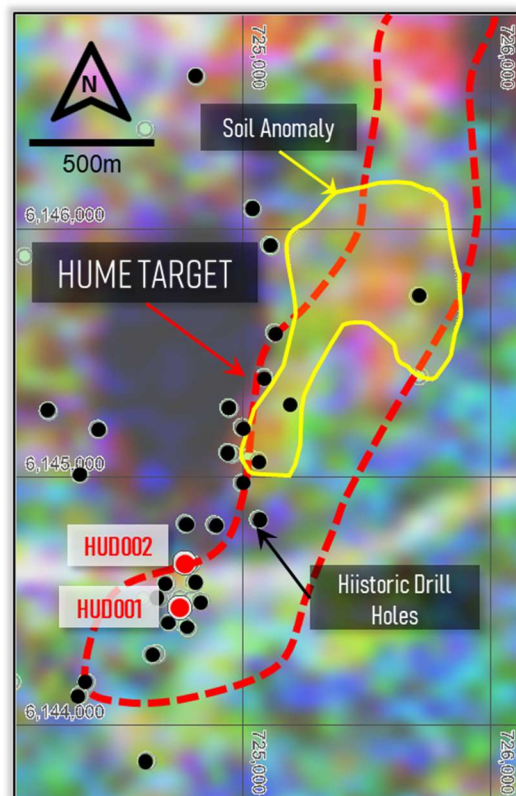 725,000
726,000
N
500m
Soil Anomaly
6,146,000
HUME TARGET
6,145,000
HUD002
HUD001
Hiistoric Drill
Holes
6,144,000
725,000
726,000